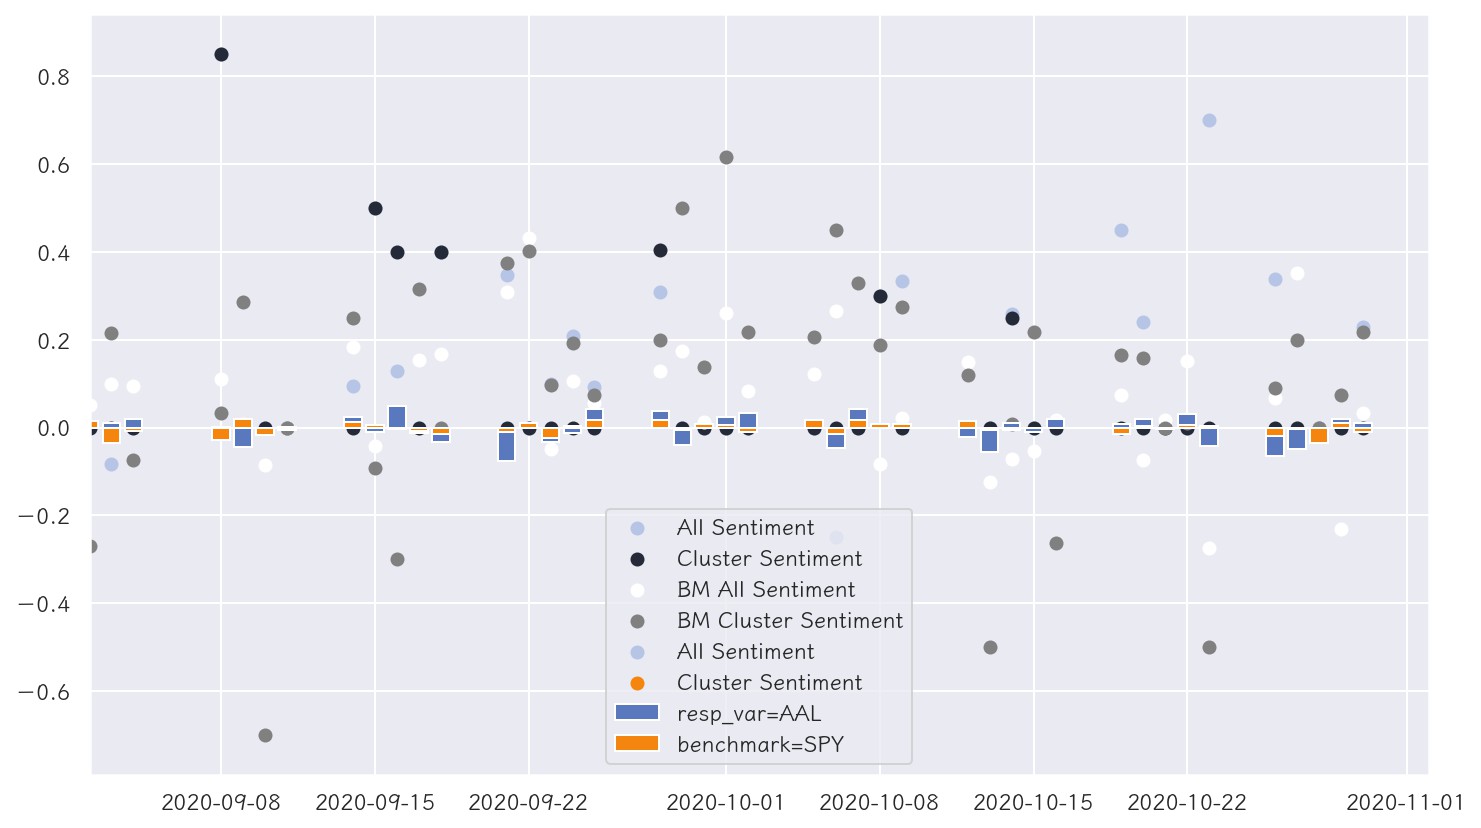 0.8
0.6
0.4
0.2
0.0
−0.2
−0.4
−0.6
All Sentiment
Cluster Sentiment
BM All Sentiment
BM Cluster Sentiment
All Sentiment
Cluster Sentiment
resp_var=AAL
benchmark=SPY
2020-09-08 2020-09-15 2020-09-22 2020-10-01 2020-10-08 2020-10-15 2020-10-22 2020-11-01